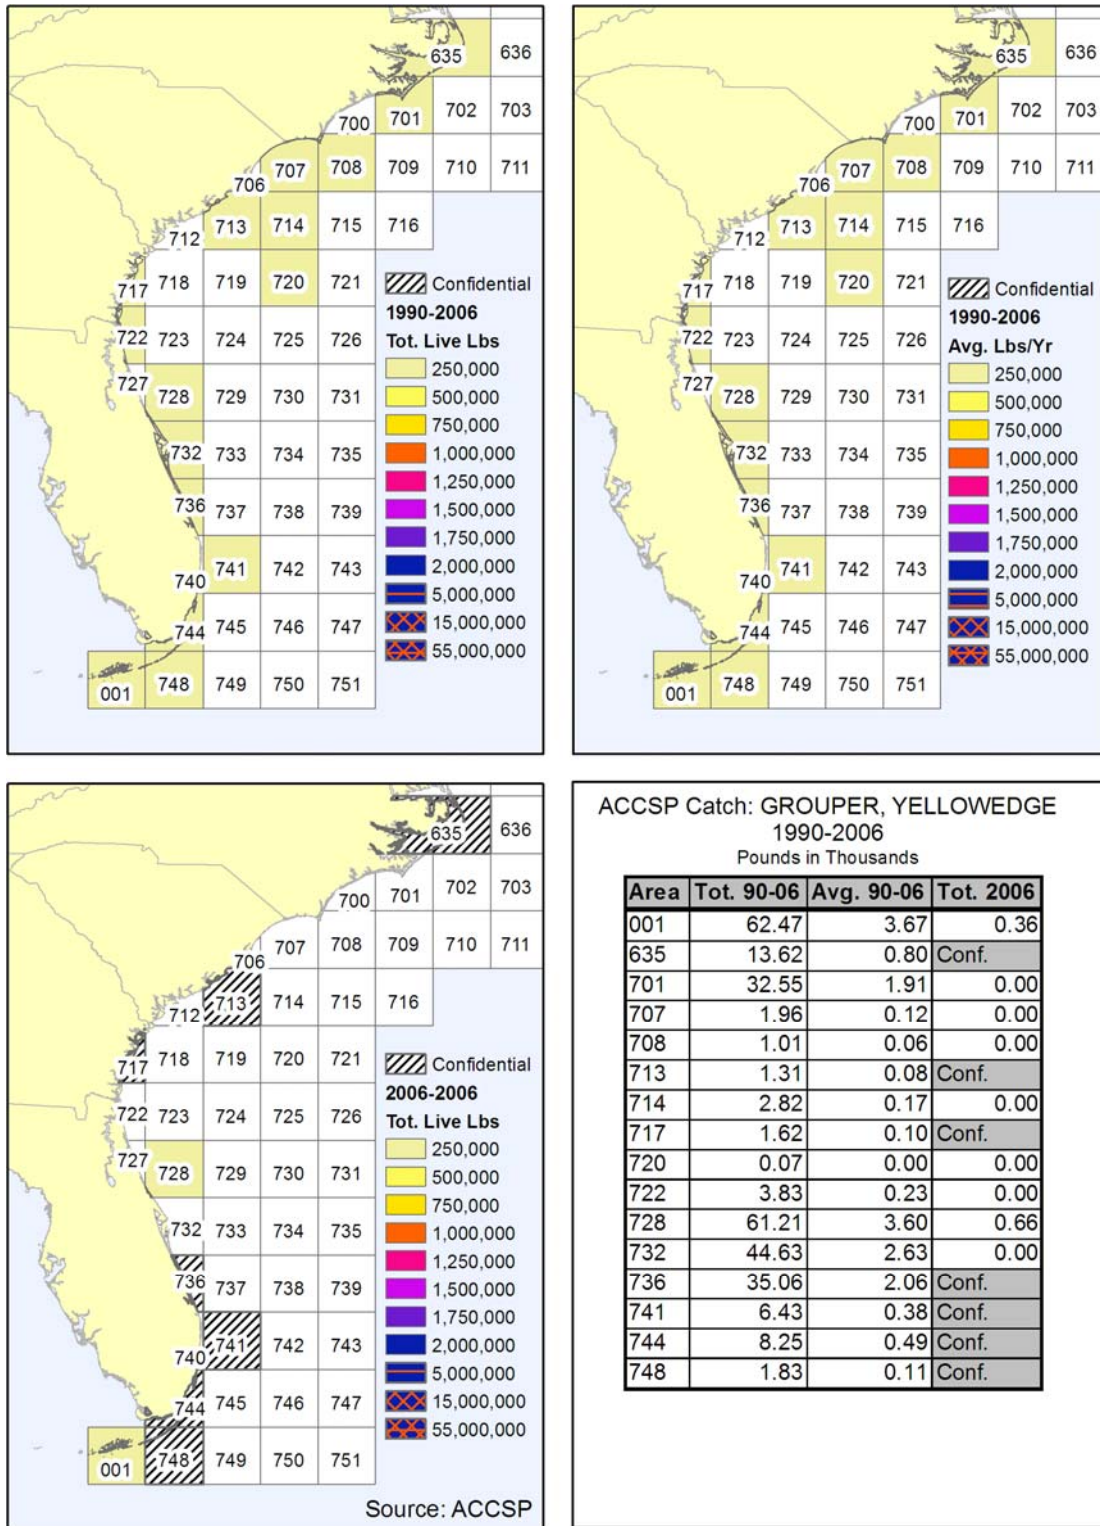 635 636
700 701 702 703
706 707 708 709 710 711
712 713 714 715 716
717 718 719 720 721
722 723 724 725 726
727 728 729 730 731
732 733 734 735
736 737 738 739
740 741 742 743
744 745 746 747
001 748 749 750 751
Confidential
1990-2006
Tot. Live Lbs
250,000
500,000
750,000
1,000,000
1,250,000
1,500,000
1,750,000
2,000,000
5,000,000
15,000,000
55,000,000
635 636
700 701 702 703
706 707 708 709 710 711
712 713 714 715 716
717 718 719 720 721
722 723 724 725 726
727 728 729 730 731
732 733 734 735
736 737 738 739
740 741 742 743
744 745 746 747
001 748 749 750 751
Confidential
1990-2006
Avg. Lbs/Yr
250,000
500,000
750,000
1,000,000
1,250,000
1,500,000
1,750,000
2,000,000
5,000,000
15,000,000
55,000,000
635 636
700 701 702 703
706 707 708 709 710 711
712 713 714 715 716
717 718 719 720 721
722 723 724 725 726
727 728 729 730 731
732 733 734 735
736 737 738 739
740 741 742 743
744 745 746 747
001 748 749 750 751
Confidential
2006-2006
Tot. Live Lbs
250,000
500,000
750,000
1,000,000
1,250,000
1,500,000
1,750,000
2,000,000
5,000,000
15,000,000
55,000,000
Source: ACCSP
ACCSP Catch: GROUPER, YELLOWEDGE
1990-2006
Pounds in Thousands
Area Tot. 90-06 Avg. 90-06 Tot. 2006
001 62.47 3.67 0.36
635 13.62 0.80 Conf.
701 32.55 1.91 0.00
707 1.96 0.12 0.00
708 1.01 0.06 0.00
713 1.31 0.08 Conf.
714 2.82 0.17 0.00
717 1.62 0.10 Conf.
720 0.07 0.00 0.00
722 3.83 0.23 0.00
728 61.21 3.60 0.66
732 44.63 2.63 0.00
736 35.06 2.06 Conf.
741 6.43 0.38 Conf.
744 8.25 0.49 Conf.
748 1.83 0.11 Conf.